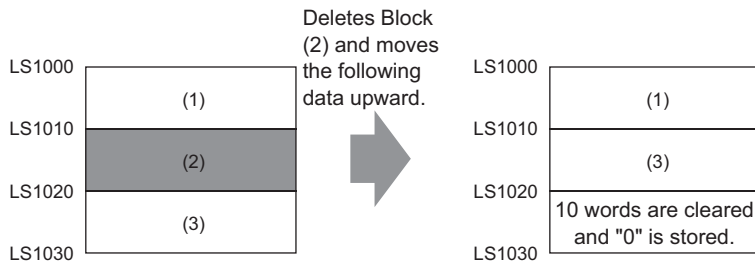 Deletes Block
(2) and moves
the following
data upward.
LS1000
(1)
LS1010
(2)
LS1020
(3)
LS1030
LS1000
(1)
LS1010
(3)
LS1020
10 words are cleared
and "0" is stored.
LS1030